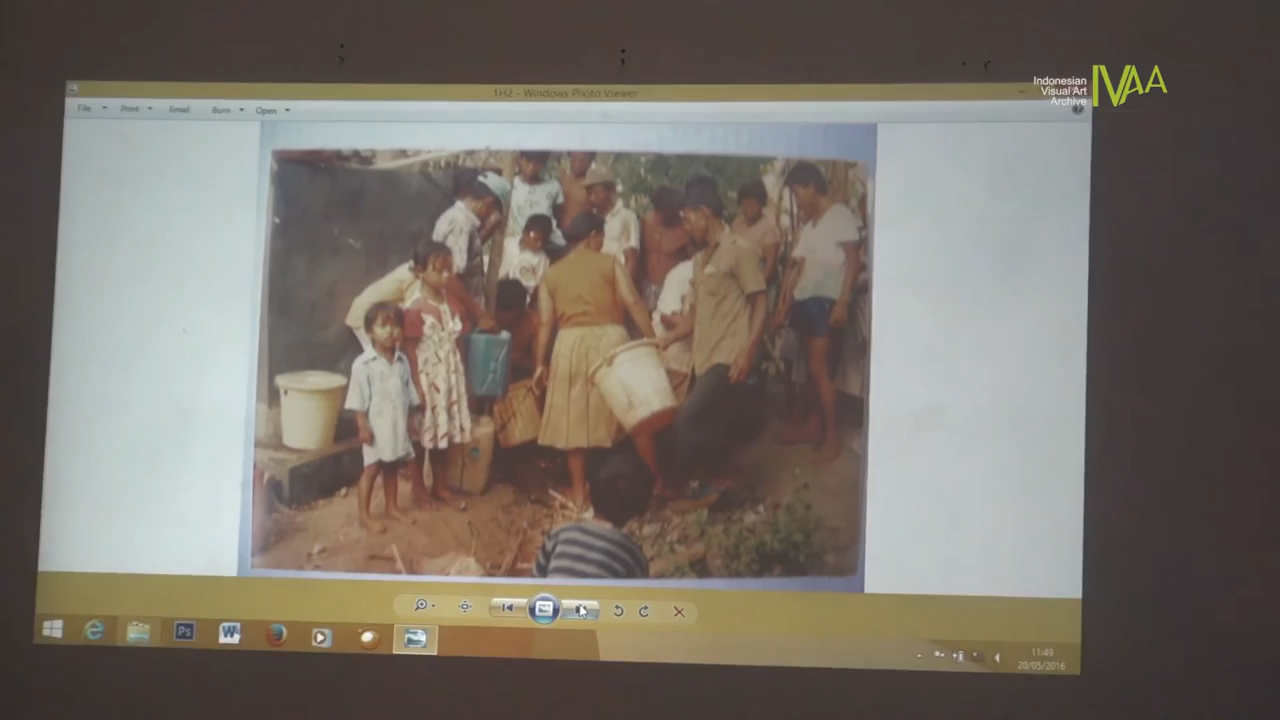 Indonesian
Visual Art
Archive
IVAA
1H2 - Windows Photo Viewer
File Print Email Burn Open
Ps
W
11:49
20/05/2016